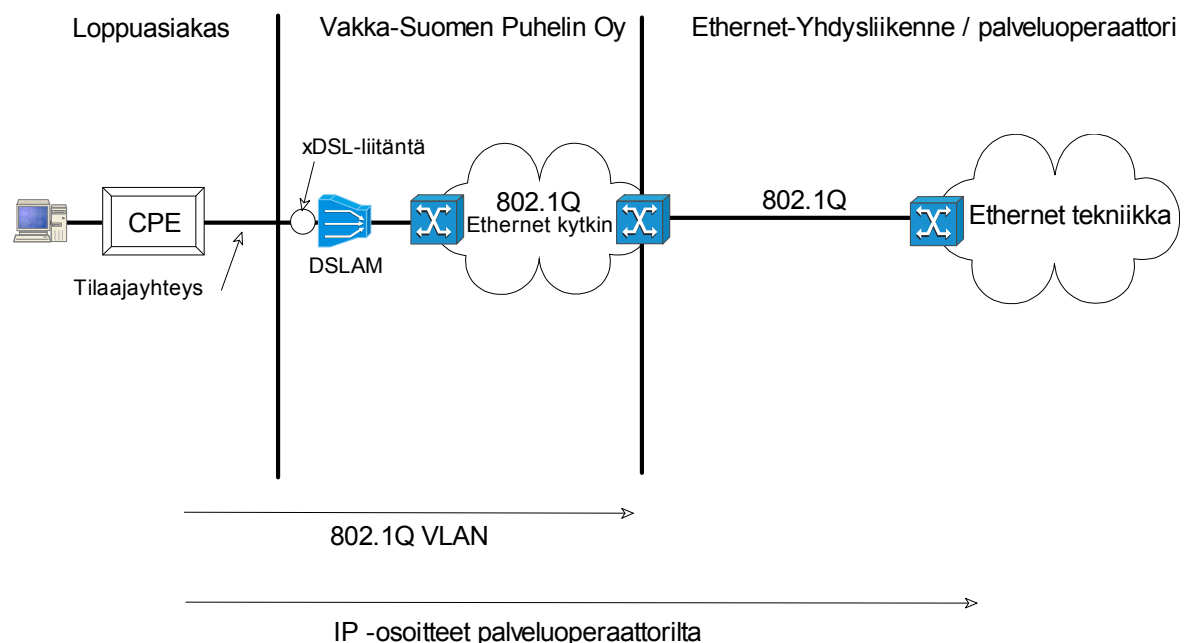 Loppuasiakas
Vakka-Suomen Puhelin Oy
Ethernet-Yhdysliikenne / palveluoperaattori
xDSL-liitäntä
CPE
802.1Q
Ethernet kytkin
802.1Q
Ethernet tekniikka
DSLAM
Tilaajayhteys
802.1Q VLAN
IP -osoitteet palveluoperaattorilta